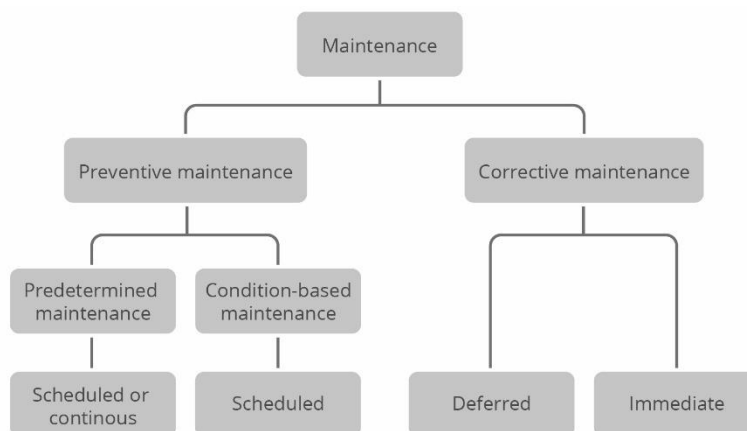 Maintenance
Preventive maintenance
Corrective maintenance
Predetermined
maintenance
Condition-based
maintenance
Scheduled or
continous
Scheduled
Deferred
Immediate